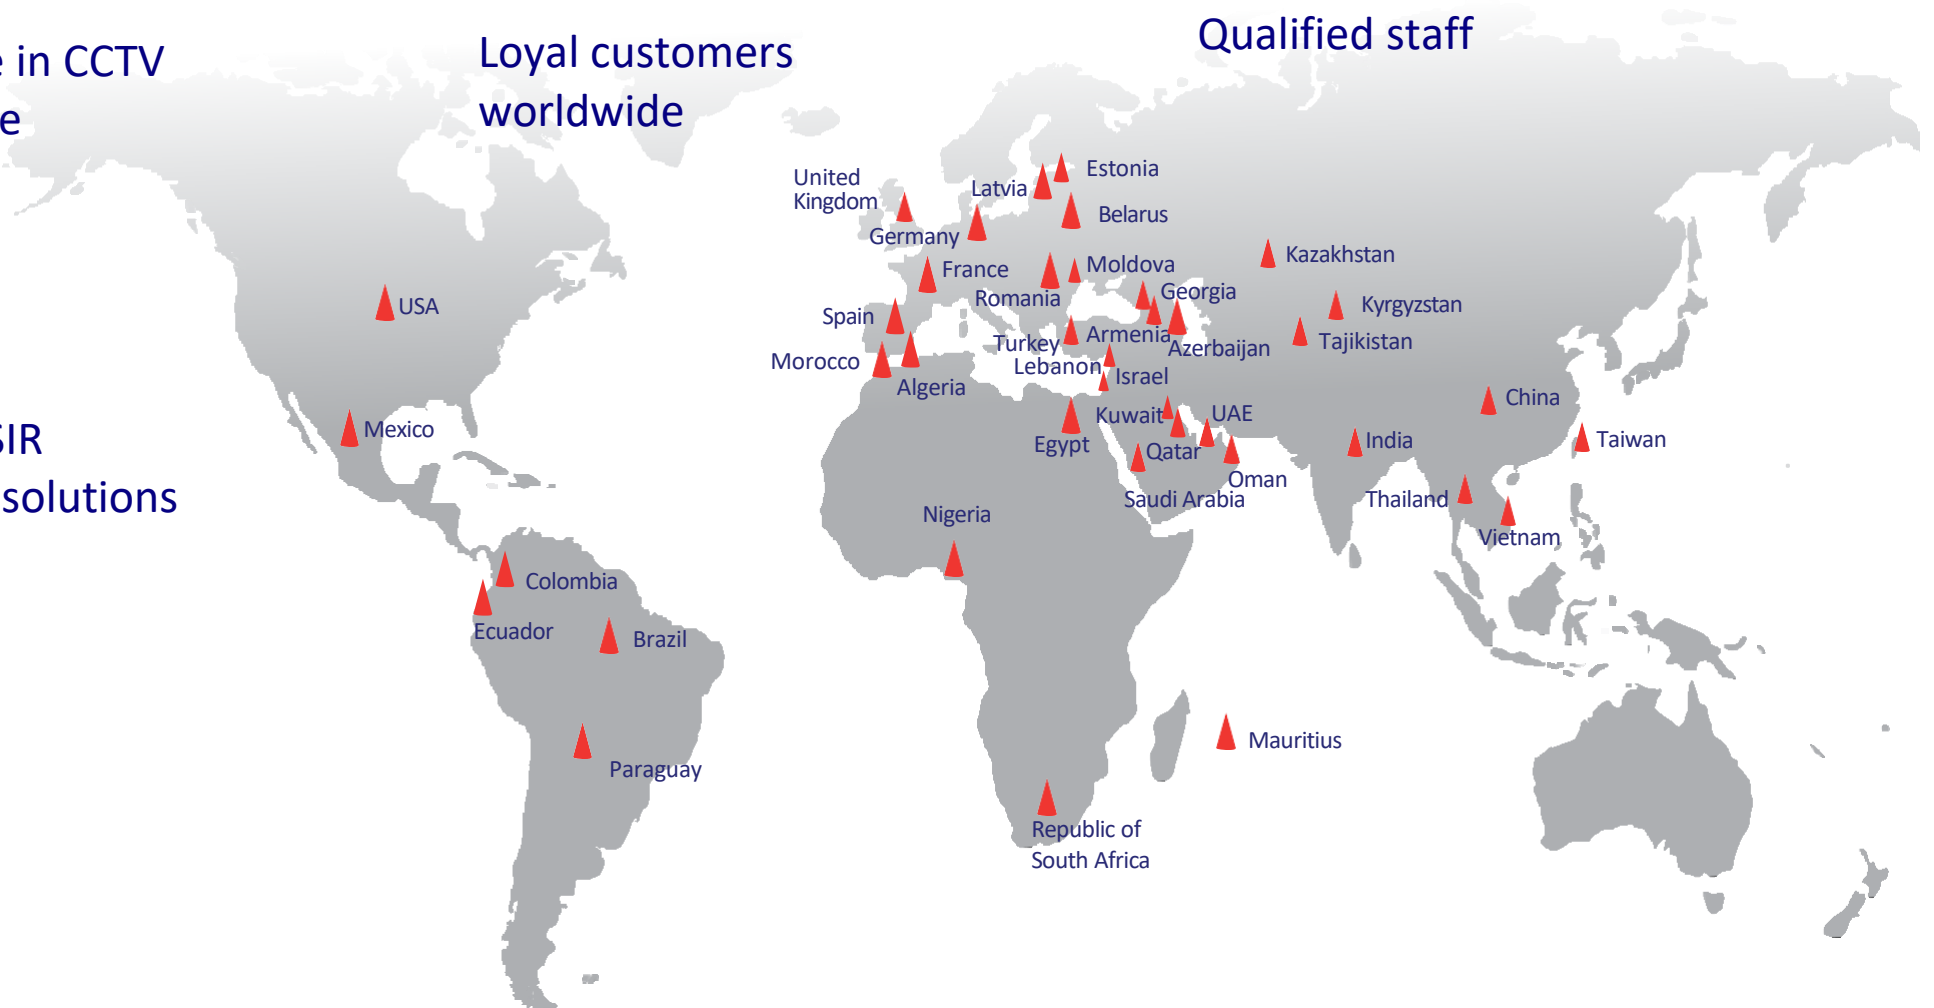 e in CCTV
e
Loyal customers
worldwide
Qualified staff
SIR
solutions
United
Kingdom
Latvia
Estonia
Belarus
Germany
France
Romania
Moldova
Georgia
Kazakhstan
Kyrgyzstan
Tajikistan
USA
Spain
Turkey
Armenia
Azerbaijan
Morocco
Lebanon
Israel
Algeria
Mexico
Egypt
Kuwait
UAE
Qatar
Oman
Saudi Arabia
China
Taiwan
India
Thailand
Vietnam
Nigeria
Colombia
Ecuador
Brazil
Paraguay
Mauritius
Republic of
South Africa